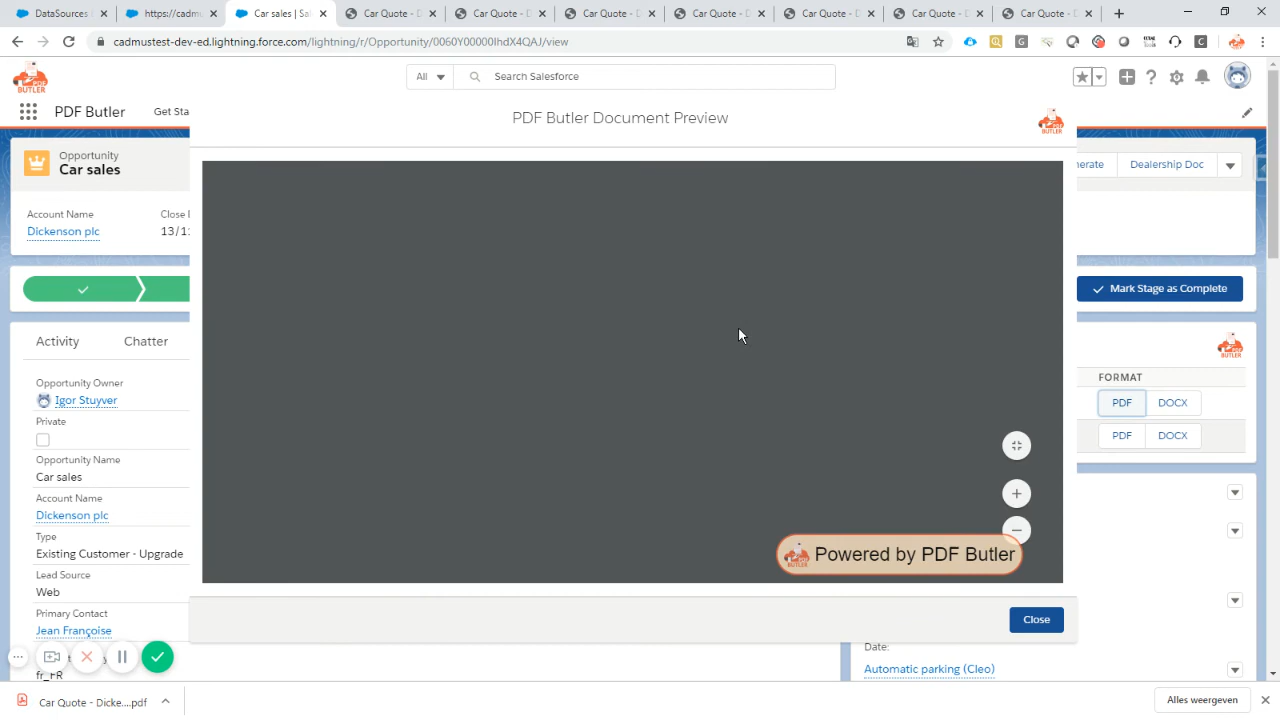 DataSources
https://cadmustest
Car sales | Sal
Car Quote - D
Car Quote - D
Car Quote - D
Car Quote - D
Car Quote - D
Car Quote - D
Car Quote - D
cadmustest-dev-ed.lightning.force.com/lightning/r/Opportunity/0060Y00000IhdX4QAJ/view
All
Search Salesforce
PDF Butler
Get Sta
PDF Butler Document Preview
Opportunity
Car sales
nerate
Dealership Doc
Account Name
Close
Dickenson plc
13/1
Mark Stage as Complete
Activity
Chatter
FORMAT
PDF
DOCX
PDF
DOCX
Opportunity Owner
Igor Stuyver
Private
Opportunity Name
Car sales
Account Name
Dickenson plc
Type
Existing Customer - Upgrade
Lead Source
Web
Primary Contact
Jean Françoise
fr_FR
Powered by PDF Butler
Close
Date:
Automatic parking (Cleo)
Car Quote - Dicke....pdf
Alles weergeven